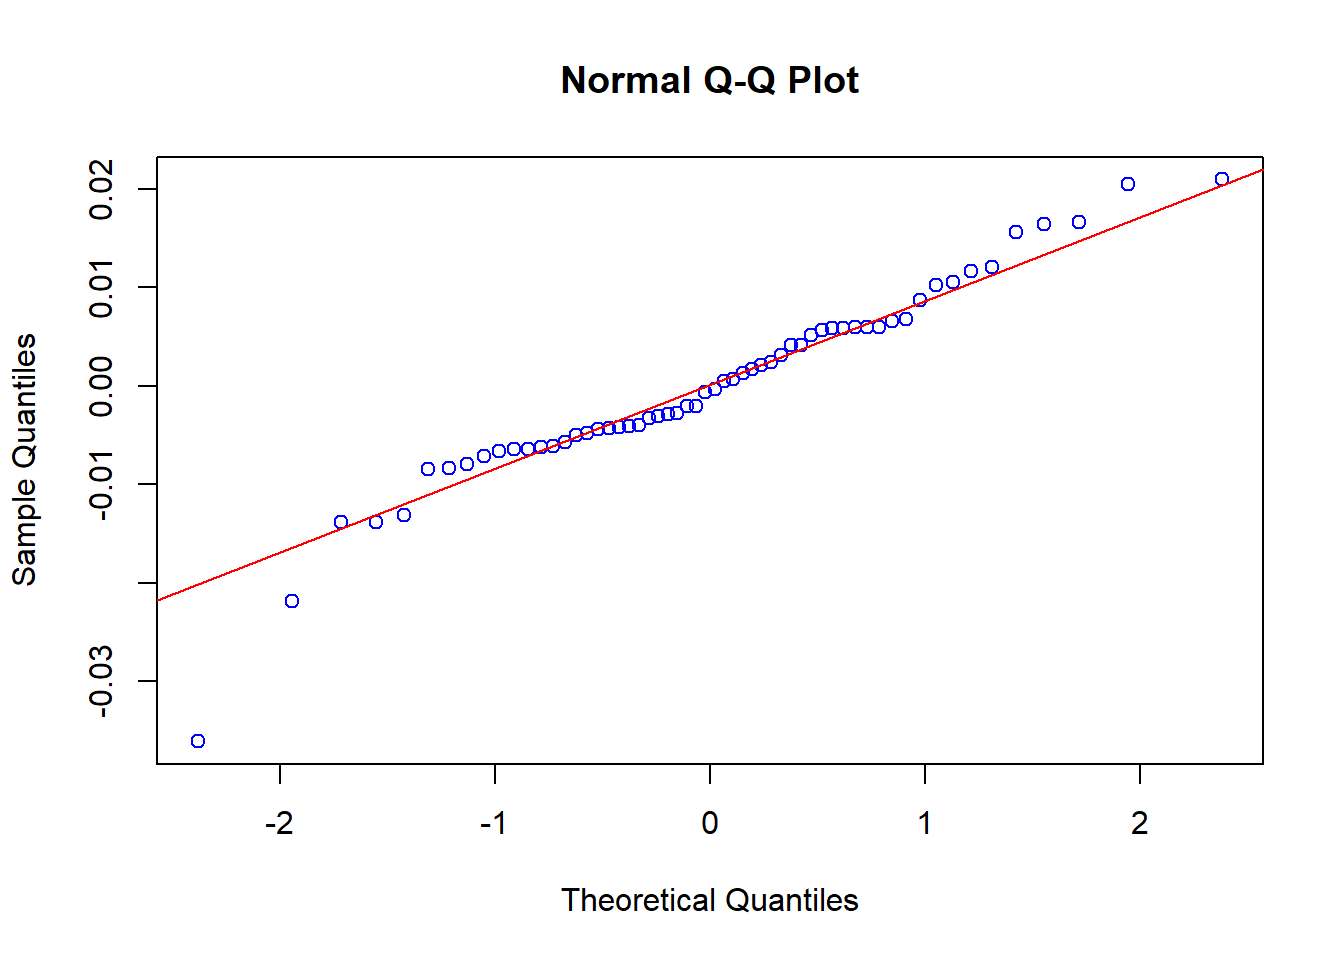 Normal Q-Q Plot
0.02
0.01
0.00
-0.01
-0.03
Sample Quantiles
-2 -1 0 1 2
Theoretical Quantiles